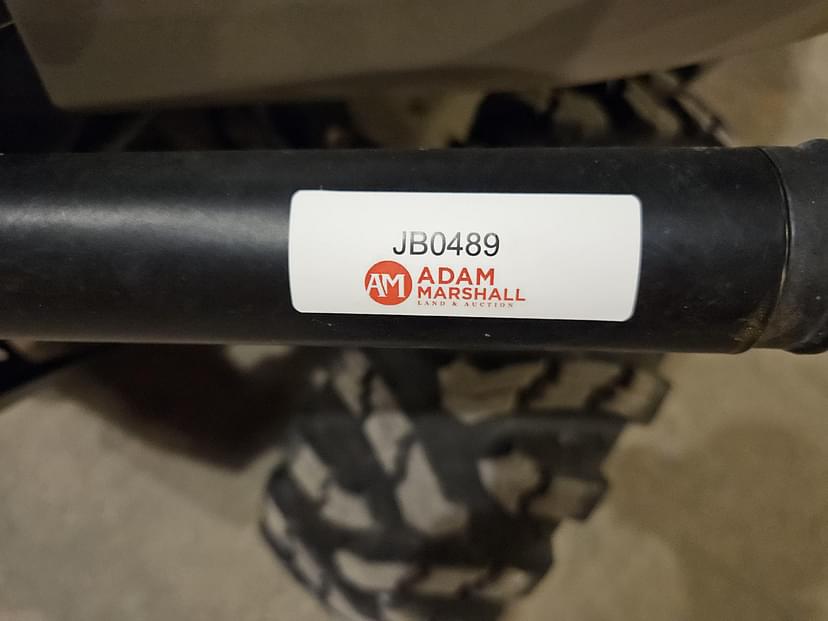 JB0489
AM
ADAM
MARSHALL
LAND & AUCTION